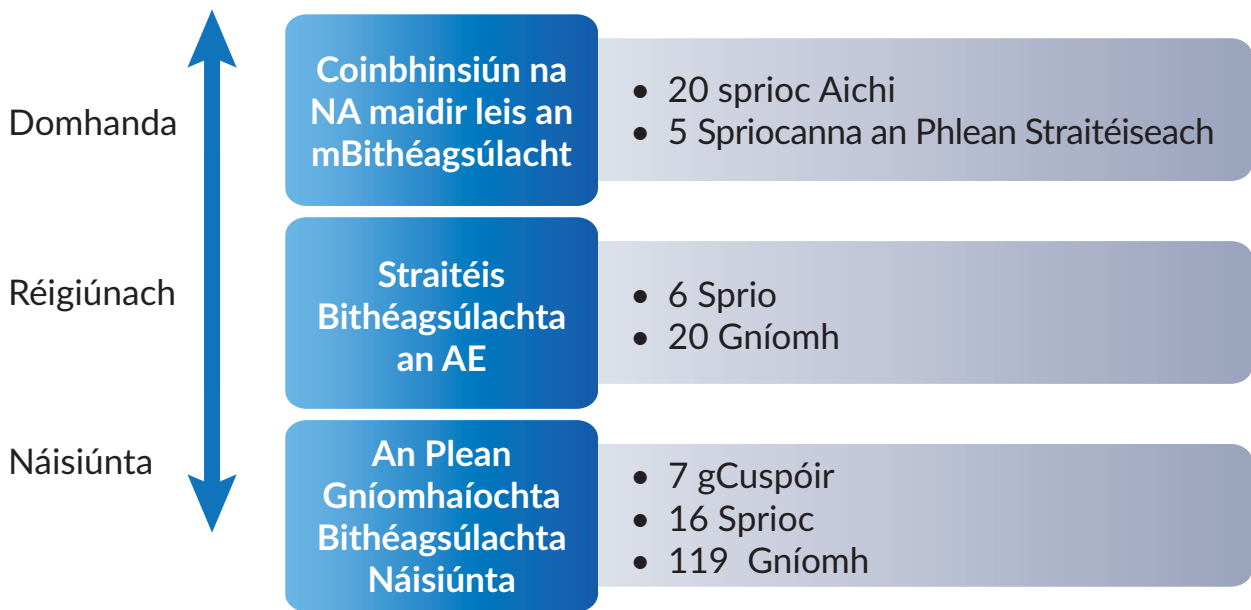 Domhanda
Coinbhinsiún na
NA maidir leis an
mBithéagsúlacht
• 20 sprioc Aichi
• 5 Spriocanna an Phlean Straitéiseach
Réigiúnach
Straitéis
Bithéagsúlachta
an AE
• 6 Sprio
• 20 Gníomh
Náisiúnta
An Plean
Gníomhaíochta
Bithéagsúlachta
Náisiúnta
• 7 gCuspóir
• 16 Sprioc
• 119 Gníomh